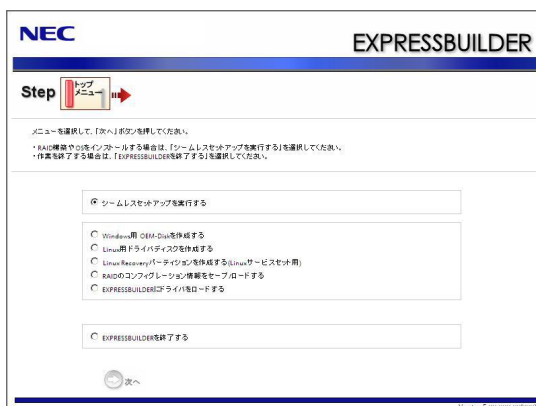 NEC
EXPRESSBUILDER
Step
トップ
メニュー
メニューを選択して、「次へ」ボタンを押してください。
・RAID構築やOSをインストールする場合は、「シームレスセットアップを実行する」を選択してください。
・作業を終了する場合は、「EXPRESSBUILDERを終了する」を選択してください。
シームレスセットアップを実行する
Windows用 OEM-Diskを作成する
Linux用ドライバディスクを作成する
Linux Recoveryパーティションを作成する(Linuxサービスセット用)
RAIDのコンフィグレーション情報をセーブ/ロードする
EXPRESSBUILDERにドライバをロードする
EXPRESSBUILDERを終了する
次へ